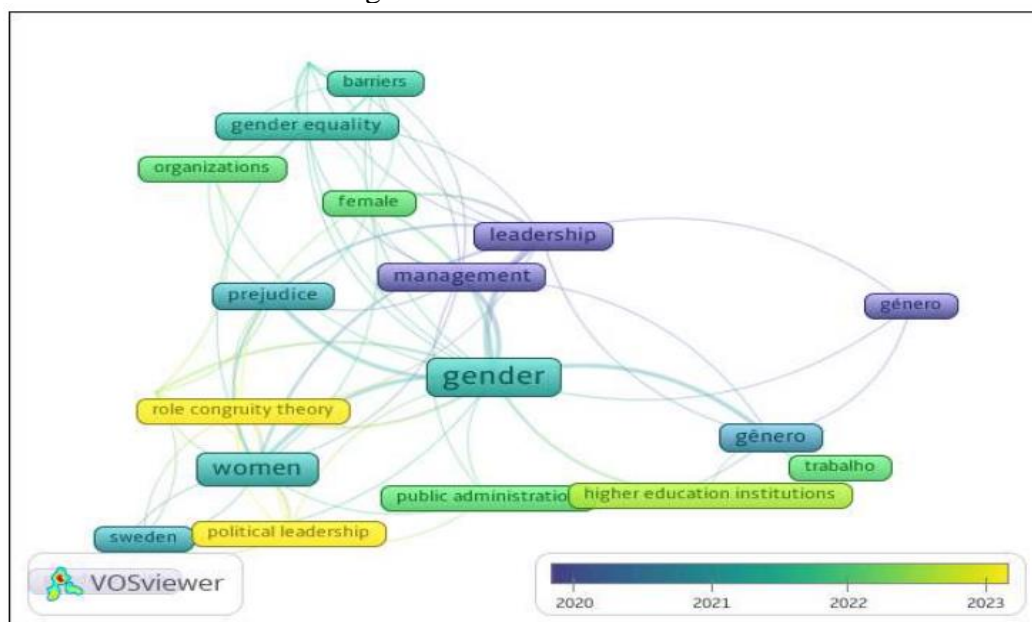 barriers
gender equality
organizations
female
leadership
management
prejudice
género
gender
role congruity theory
gênero
women
trabalho
public administration
higher education institutions
political leadership
sweden
VOSviewer
2020 2021 2022 2023